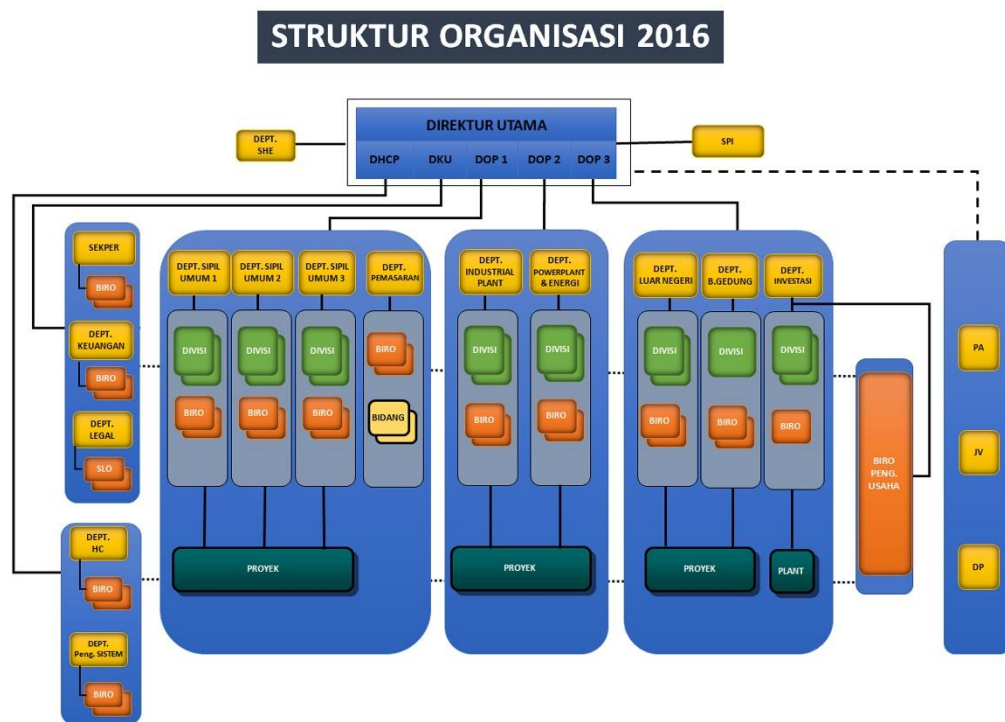 STRUKTUR ORGANISASI 2016
DIREKTUR UTAMA
DHCP
DKU
DOP 1
DOP 2
DOP 3
DEPT.
SHE
SPI
SEKPER
BIRO
DEPT.
KEUANGAN
BIRO
DEPT.
LEGAL
SLO
DEPT.
HC
BIRO
DEPT.
Peng. SISTEM
BIRO
DEPT. SIPIL
UMUM 1
DEPT. SIPIL
UMUM 2
DEPT. SIPIL
UMUM 3
DEPT.
PEMASARAN
DIVISI
DIVISI
DIVISI
BIRO
BIRO
BIRO
BIRO
BIDANG
PROYEK
DEPT.
INDUSTRIAL
PLANT
DEPT.
POWERPLANT
& ENERGI
DIVISI
DIVISI
BIRO
BIRO
PROYEK
DEPT.
LUAR NEGERI
DEPT.
B.GEDUNG
DEPT.
INVESTASI
DIVISI
DIVISI
DIVISI
BIRO
BIRO
BIRO
PROYEK
PLANT
BIRO
PENG.
USAHA
PA
JV
DP